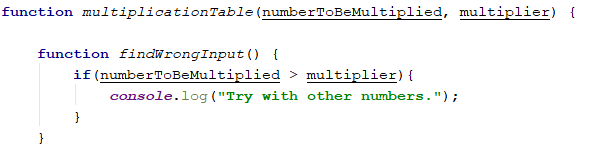 function multiplicationTable(numberToBeMultiplied, multiplier) {
function findWrongInput() {
if(numberToBeMultiplied > multiplier){
console.log("Try with other numbers.");
}
}